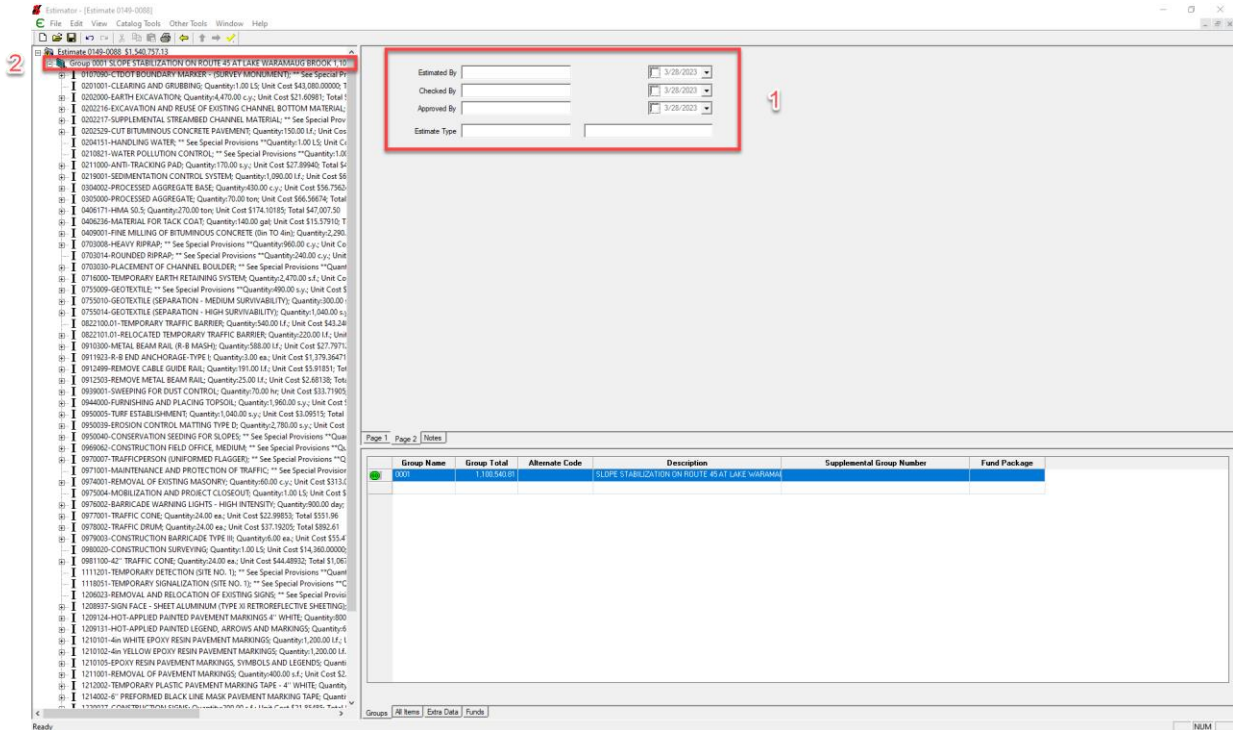 Estimator - [Estimate 0149-0088]
File Edit View Catalog Tools Other Tools Window Help
Estimate 0149-0088 $1,540,757.13
2
Group 0001 SLOPE STABILIZATION ON ROUTE 45 AT LAKE WARAMAUG BROOK 1,10
0107090-CTDOT BOUNDARY MARKER - (SURVEY MONUMENT); ** See Special Pr
0201001-CLEARING AND GRUBBING; Quantity:1.00 LS; Unit Cost $43,080.00000; T
0202000-EARTH EXCAVATION; Quantity:4,470.00 c.y.; Unit Cost $21.60981; Total $
0202216-EXCAVATION AND REUSE OF EXISTING CHANNEL BOTTOM MATERIAL;
0202217-SUPPLEMENTAL STREAMBED CHANNEL MATERIAL; ** See Special Prov
0202529-CUT BITUMINOUS CONCRETE PAVEMENT; Quantity:150.00 l.f.; Unit Cos
0204151-HANDLING WATER; ** See Special Provisions **Quantity:1.00 LS; Unit Co
0210821-WATER POLLUTION CONTROL; ** See Special Provisions **Quantity:1.00
0211000-ANTI-TRACKING PAD; Quantity:170.00 s.y.; Unit Cost $27.89940; Total $4
0219001-SEDIMENTATION CONTROL SYSTEM; Quantity:1,090.00 l.f.; Unit Cost $6
0304002-PROCESSED AGGREGATE BASE; Quantity:430.00 c.y.; Unit Cost $56.7562
0305000-PROCESSED AGGREGATE; Quantity:70.00 ton; Unit Cost $66.56674; Total
0406171-HMA S0.5; Quantity:270.00 ton; Unit Cost $174.10185; Total $47,007.50
0406236-MATERIAL FOR TACK COAT; Quantity:140.00 gal; Unit Cost $15.57910; T
0409001-FINE MILLING OF BITUMINOUS CONCRETE (0in TO 4in); Quantity:2,290.
0703008-HEAVY RIPRAP; ** See Special Provisions **Quantity:960.00 c.y.; Unit Co
0703014-ROUNDED RIPRAP; ** See Special Provisions **Quantity:240.00 c.y.; Unit
0703030-PLACEMENT OF CHANNEL BOULDER; ** See Special Provisions **Quant
0716000-TEMPORARY EARTH RETAINING SYSTEM; Quantity:2,470.00 s.f.; Unit Co
0755009-GEOTEXTILE; ** See Special Provisions **Quantity:490.00 s.y.; Unit Cost $
0755010-GEOTEXTILE (SEPARATION - MEDIUM SURVIVABILITY); Quantity:300.00
0755014-GEOTEXTILE (SEPARATION - HIGH SURVIVABILITY); Quantity:1,040.00 s.y
0822100.01-TEMPORARY TRAFFIC BARRIER; Quantity:540.00 l.f.; Unit Cost $43.24
0822101.01-RELOCATED TEMPORARY TRAFFIC BARRIER; Quantity:220.00 l.f.; Unit
0910300-METAL BEAM RAIL (R-B MASH); Quantity:588.00 l.f.; Unit Cost $27.7971
0911923-R-B END ANCHORAGE-TYPE I; Quantity:3.00 ea.; Unit Cost $1,379.36471
0912499-REMOVE CABLE GUIDE RAIL; Quantity:191.00 l.f.; Unit Cost $5.91851; Tot
0912503-REMOVE METAL BEAM RAIL; Quantity:25.00 l.f.; Unit Cost $2.68138; Tot
0939001-SWEEPING FOR DUST CONTROL; Quantity:70.00 hr; Unit Cost $33.71905;
0944000-FURNISHING AND PLACING TOPSOIL; Quantity:1,960.00 s.y.; Unit Cost
0950005-TURF ESTABLISHMENT; Quantity:1,040.00 s.y.; Unit Cost $3.09515; Total
0950039-EROSION CONTROL MATTING TYPE D; Quantity:2,780.00 s.y.; Unit Cost
0950040-CONSERVATION SEEDING FOR SLOPES; ** See Special Provisions **Quan
0969062-CONSTRUCTION FIELD OFFICE, MEDIUM; ** See Special Provisions **Qu
0970007-TRAFFICPERSON (UNIFORMED FLAGGER); ** See Special Provisions **Q
0971001-MAINTENANCE AND PROTECTION OF TRAFFIC; ** See Special Provision
0974001-REMOVAL OF EXISTING MASONRY; Quantity:60.00 c.y.; Unit Cost $313.0
0975004-MOBILIZATION AND PROJECT CLOSEOUT; Quantity:1.00 LS; Unit Cost $
0976002-BARRICADE WARNING LIGHTS - HIGH INTENSITY; Quantity:900.00 day;
0977001-TRAFFIC CONE; Quantity:24.00 ea.; Unit Cost $22.99853; Total $551.96
0978002-TRAFFIC DRUM; Quantity:24.00 ea.; Unit Cost $37.19205; Total $892.61
0979003-CONSTRUCTION BARRICADE TYPE III; Quantity:6.00 ea.; Unit Cost $55.4
0980020-CONSTRUCTION SURVEYING; Quantity:1.00 LS; Unit Cost $14,360.00000;
0981100-42" TRAFFIC CONE; Quantity:24.00 ea.; Unit Cost $44.48932; Total $1,067
1111201-TEMPORARY DETECTION (SITE NO. 1); ** See Special Provisions **Quant
1118051-TEMPORARY SIGNALIZATION (SITE NO. 1); ** See Special Provisions **
1206023-REMOVAL AND RELOCATION OF EXISTING SIGNS; ** See Special Provisi
1208937-SIGN FACE - SHEET ALUMINUM (TYPE XI RETROREFLECTIVE SHEETING);
1209124-HOT-APPLIED PAINTED PAVEMENT MARKINGS 4" WHITE; Quantity:800
1209131-HOT-APPLIED PAINTED LEGEND, ARROWS AND MARKINGS; Quantity:6
1210101-4in WHITE EPOXY RESIN PAVEMENT MARKINGS; Quantity:1,200.00 l.f.; U
1210102-4in YELLOW EPOXY RESIN PAVEMENT MARKINGS; Quantity:1,200.00 l.f.
1210105-EPOXY RESIN PAVEMENT MARKINGS, SYMBOLS AND LEGENDS; Quanti
1211001-REMOVAL OF PAVEMENT MARKINGS; Quantity:400.00 s.f.; Unit Cost $2.
1212002-TEMPORARY PLASTIC PAVEMENT MARKING TAPE - 4" WHITE; Quantity
1214002-6" PREFORMED BLACK LINE MASK PAVEMENT MARKING TAPE; Quanti
Estimated By 3/28/2023
Checked By 3/28/2023
1
Approved By 3/28/2023
Estimate Type
Page 1 Page 2 Notes
Group Name Group Total Alternate Code Description Supplemental Group Number Fund Package
0001 1,100,540.81 SLOPE STABILIZATION ON ROUTE 45 AT LAKE WARAMAU
Groups All Items Extra Data Funds
Ready NUM